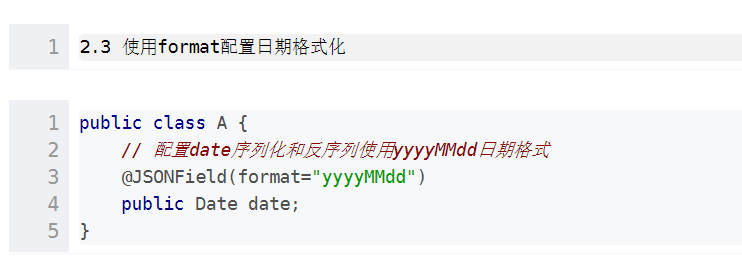 1 2.3 使用format配置日期格式化
1 public class A {
2 // 配置date序列化和反序列使用yyyyMMdd日期格式
3 @JSONField(format="yyyyMMdd")
4 public Date date;
5 }